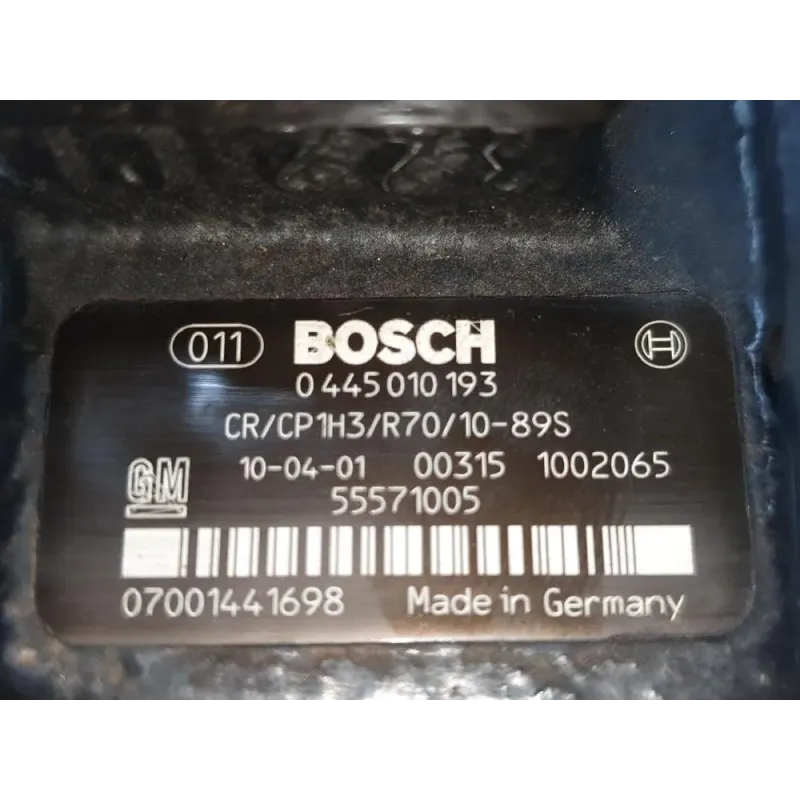 011 BOSCH
0 445 010 193
CR/CP1H3/R70/10-89S
GM 10-04-01 00315 1002065
55571005
07001441698 Made in Germany